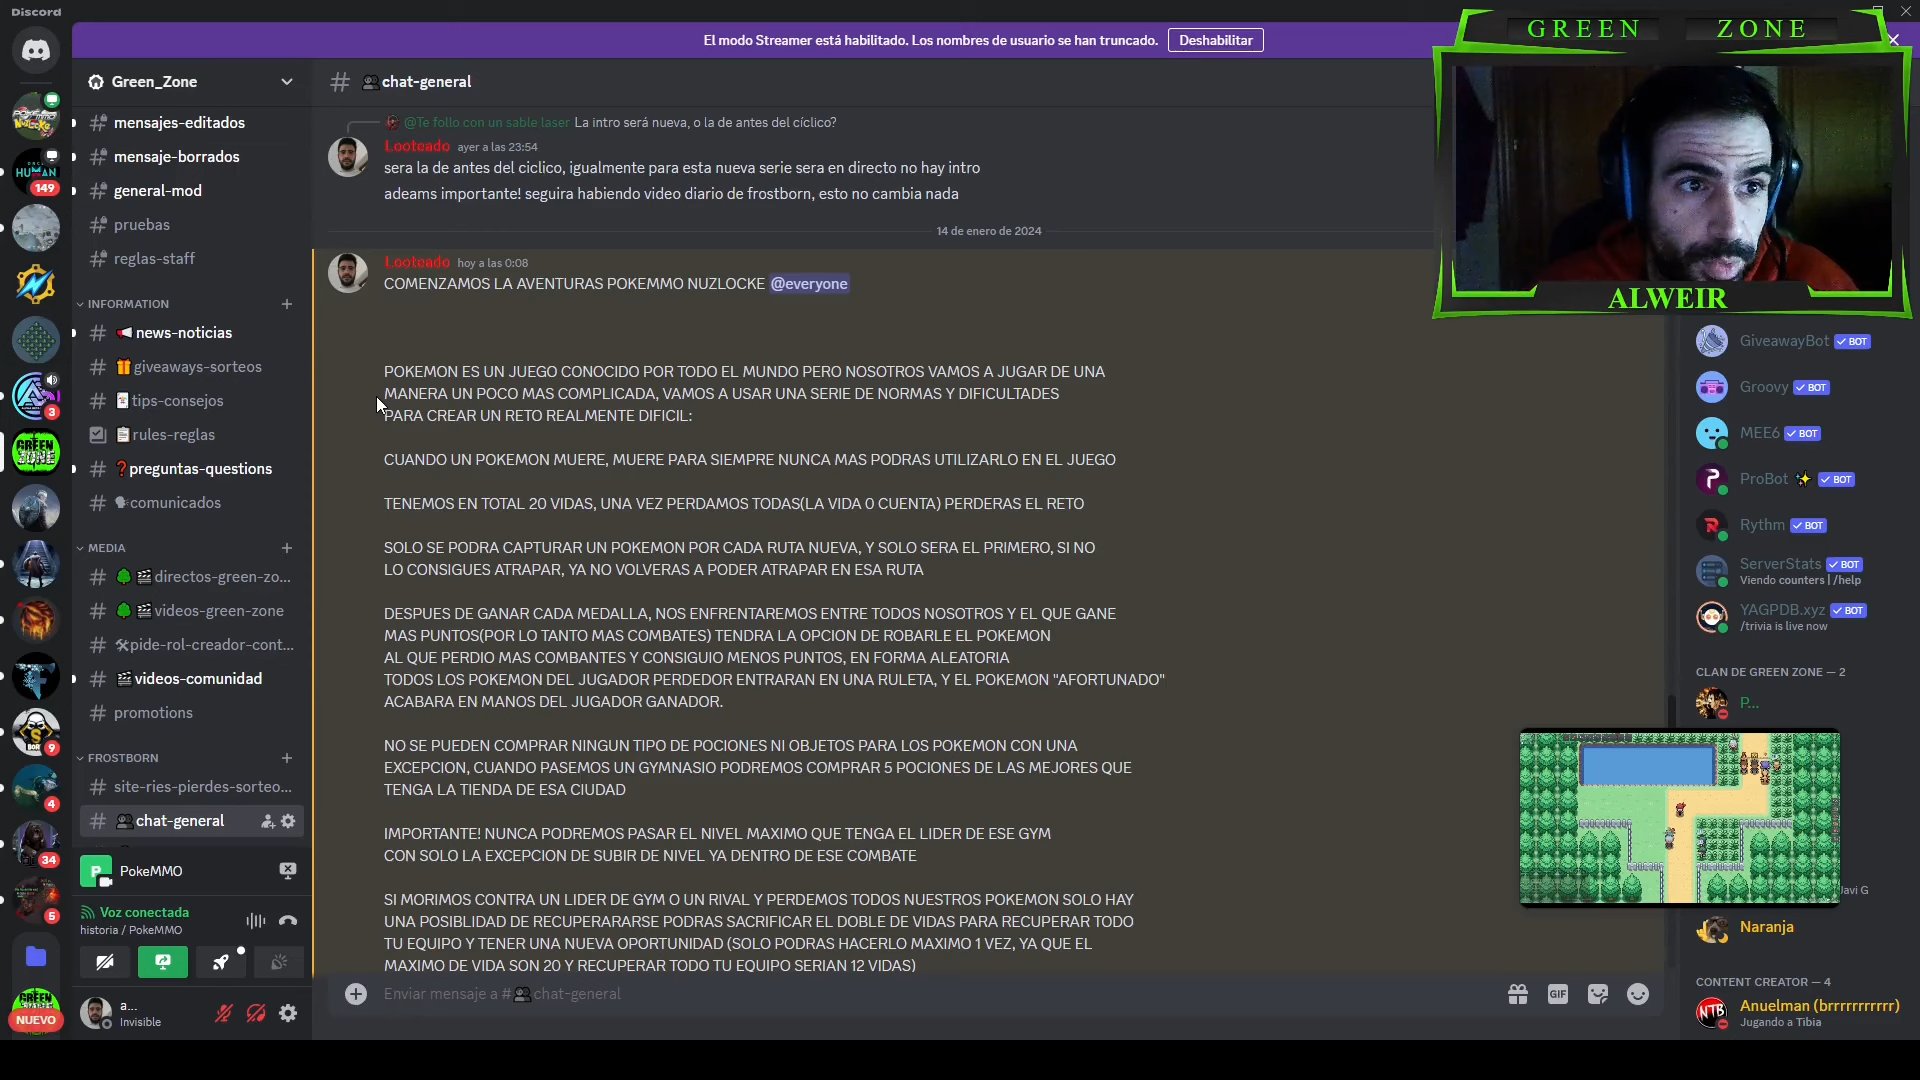 Discord
El modo Streamer está habilitado. Los nombres de usuario se han truncado.
Deshabilitar
Green_Zone
mensajes-editados
mensaje-borrados
general-mod
pruebas
reglas-staff
INFORMATION
news-noticias
giveaways-sorteos
tips-consejos
rules-reglas
preguntas-questions
comunicados
MEDIA
directos-green-zo...
videos-green-zone
pide-rol-creador-cont...
videos-comunidad
promotions
FROSTBORN
site-ries-pierdes-sorteo...
chat-general
PokeMMO
Voz conectada
historia / PokeMMO
a...
Invisible
HUMAN
149
3
GREEN ZONE
9
4
34
5
NUEVO
chat-general
@Te follo con un sable laser La intro será nueva, o la de antes del cíclico?
Looteado ayer a las 23:54
sera la de antes del ciclico, igualmente para esta nueva serie sera en directo no hay intro
adeams importante! seguira habiendo video diario de frostborn, esto no cambia nada
14 de enero de 2024
Looteado hoy a las 0:08
COMENZAMOS LA AVENTURAS POKEMMO NUZLOCKE @everyone
POKEMON ES UN JUEGO CONOCIDO POR TODO EL MUNDO PERO NOSOTROS VAMOS A JUGAR DE UNA
MANERA UN POCO MAS COMPLICADA, VAMOS A USAR UNA SERIE DE NORMAS Y DIFICULTADES
PARA CREAR UN RETO REALMENTE DIFICIL:
CUANDO UN POKEMON MUERE, MUERE PARA SIEMPRE NUNCA MAS PODRAS UTILIZARLO EN EL JUEGO
TENEMOS EN TOTAL 20 VIDAS, UNA VEZ PERDAMOS TODAS(LA VIDA 0 CUENTA) PERDERAS EL RETO
SOLO SE PODRA CAPTURAR UN POKEMON POR CADA RUTA NUEVA, Y SOLO SERA EL PRIMERO, SI NO
LO CONSIGUES ATRAPAR, YA NO VOLVERAS A PODER ATRAPAR EN ESA RUTA
DESPUES DE GANAR CADA MEDALLA, NOS ENFRENTAREMOS ENTRE TODOS NOSOTROS Y EL QUE GANE
MAS PUNTOS(POR LO TANTO MAS COMBATES) TENDRA LA OPCION DE ROBARLE EL POKEMON
AL QUE PERDIO MAS COMBANTES Y CONSIGUIO MENOS PUNTOS, EN FORMA ALEATORIA
TODOS LOS POKEMON DEL JUGADOR PERDEDOR ENTRARAN EN UNA RULETA, Y EL POKEMON "AFORTUNADO"
ACABARA EN MANOS DEL JUGADOR GANADOR.
NO SE PUEDEN COMPRAR NINGUN TIPO DE POCIONES NI OBJETOS PARA LOS POKEMON CON UNA
EXCEPCION, CUANDO PASEMOS UN GYMNASIO PODREMOS COMPRAR 5 POCIONES DE LAS MEJORES QUE
TENGA LA TIENDA DE ESA CIUDAD
IMPORTANTE! NUNCA PODREMOS PASAR EL NIVEL MAXIMO QUE TENGA EL LIDER DE ESE GYM
CON SOLO LA EXCEPCION DE SUBIR DE NIVEL YA DENTRO DE ESE COMBATE
SI MORIMOS CONTRA UN LIDER DE GYM O UN RIVAL Y PERDEMOS TODOS NUESTROS POKEMON SOLO HAY
UNA POSIBLIDAD DE RECUPERARARSE PODRAS SACRIFICAR EL DOBLE DE VIDAS PARA RECUPERAR TODO
TU EQUIPO Y TENER UNA NUEVA OPORTUNIDAD (SOLO PODRAS HACERLO MAXIMO 1 VEZ, YA QUE EL
MAXIMO DE VIDA SON 20 Y RECUPERAR TODO TU EQUIPO SERIAN 12 VIDAS)
Enviar mensaje a #chat-general
GIF
GREEN ZONE
ALWEIR
GiveawayBot BOT
Groovy BOT
MEE6 BOT
ProBot BOT
Rythm BOT
ServerStats BOT
Viendo counters | /help
YAGPDB.xyz BOT
/trivia is live now
CLAN DE GREEN ZONE — 2
P...
Javi G
Naranja
CONTENT CREATOR — 4
NTB
Anuelman (brrrrrrrrrrr)
Jugando a Tibia